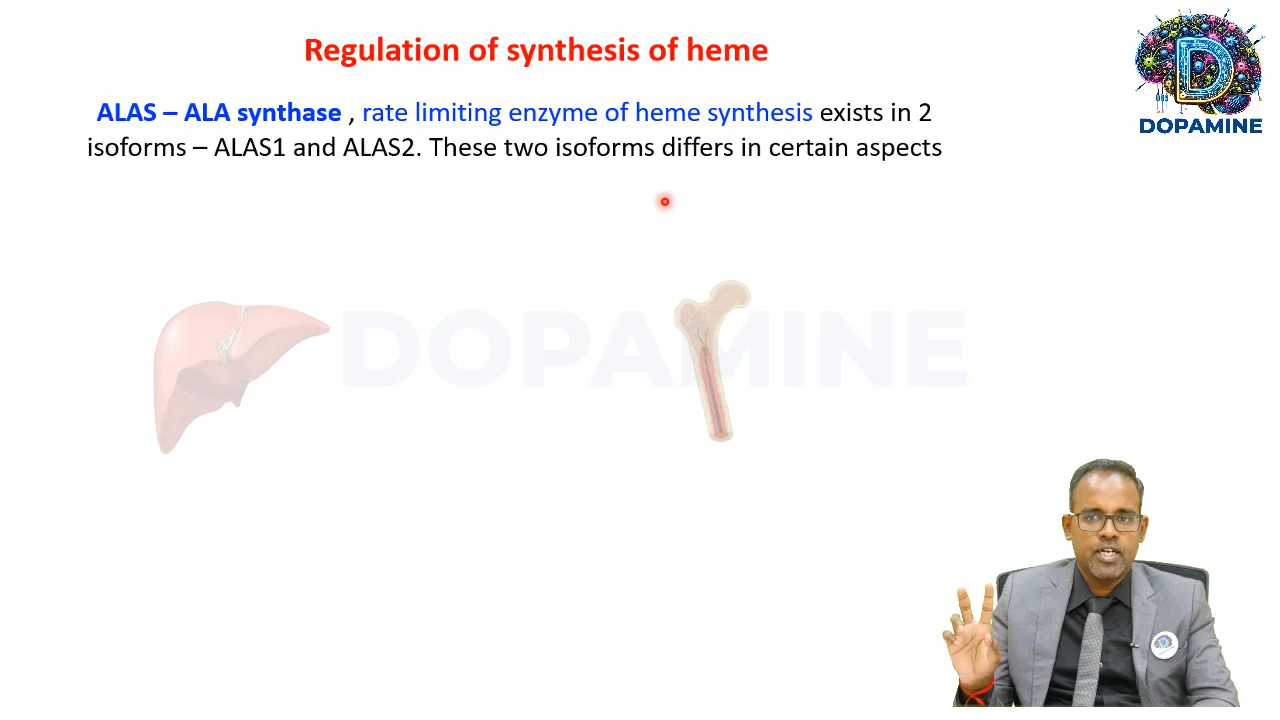 Regulation of synthesis of heme
DOPAMINE
ALAS – ALA synthase , rate limiting enzyme of heme synthesis exists in 2
isoforms – ALAS1 and ALAS2. These two isoforms differs in certain aspects
DOPAMINE